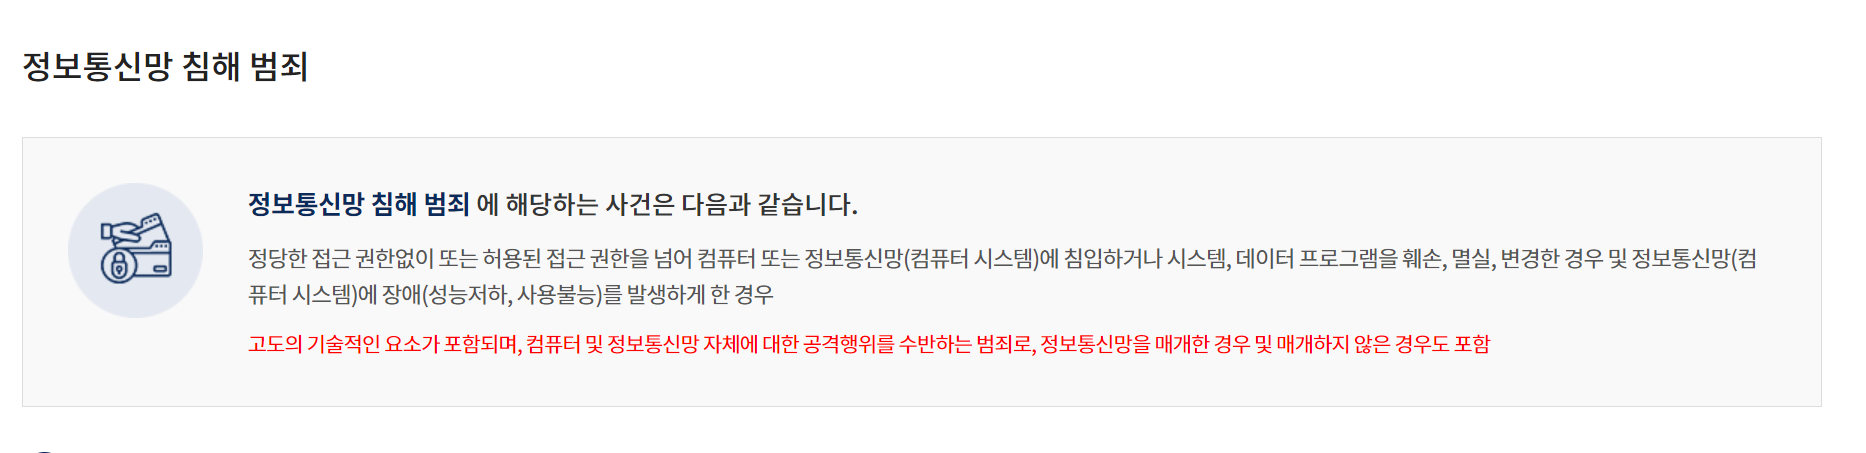 정보통신망 침해 범죄
정보통신망 침해 범죄 에 해당하는 사건은 다음과 같습니다.
정당한 접근 권한없이 또는 허용된 접근 권한을 넘어 컴퓨터 또는 정보통신망(컴퓨터 시스템)에 침입하거나 시스템, 데이터 프로그램을 훼손, 멸실, 변경한 경우 및 정보통신망(컴
퓨터 시스템)에 장애(성능저하, 사용불능)를 발생하게 한 경우
고도의 기술적인 요소가 포함되며, 컴퓨터 및 정보통신망 자체에 대한 공격행위를 수반하는 범죄로, 정보통신망을 매개한 경우 및 매개하지 않은 경우도 포함